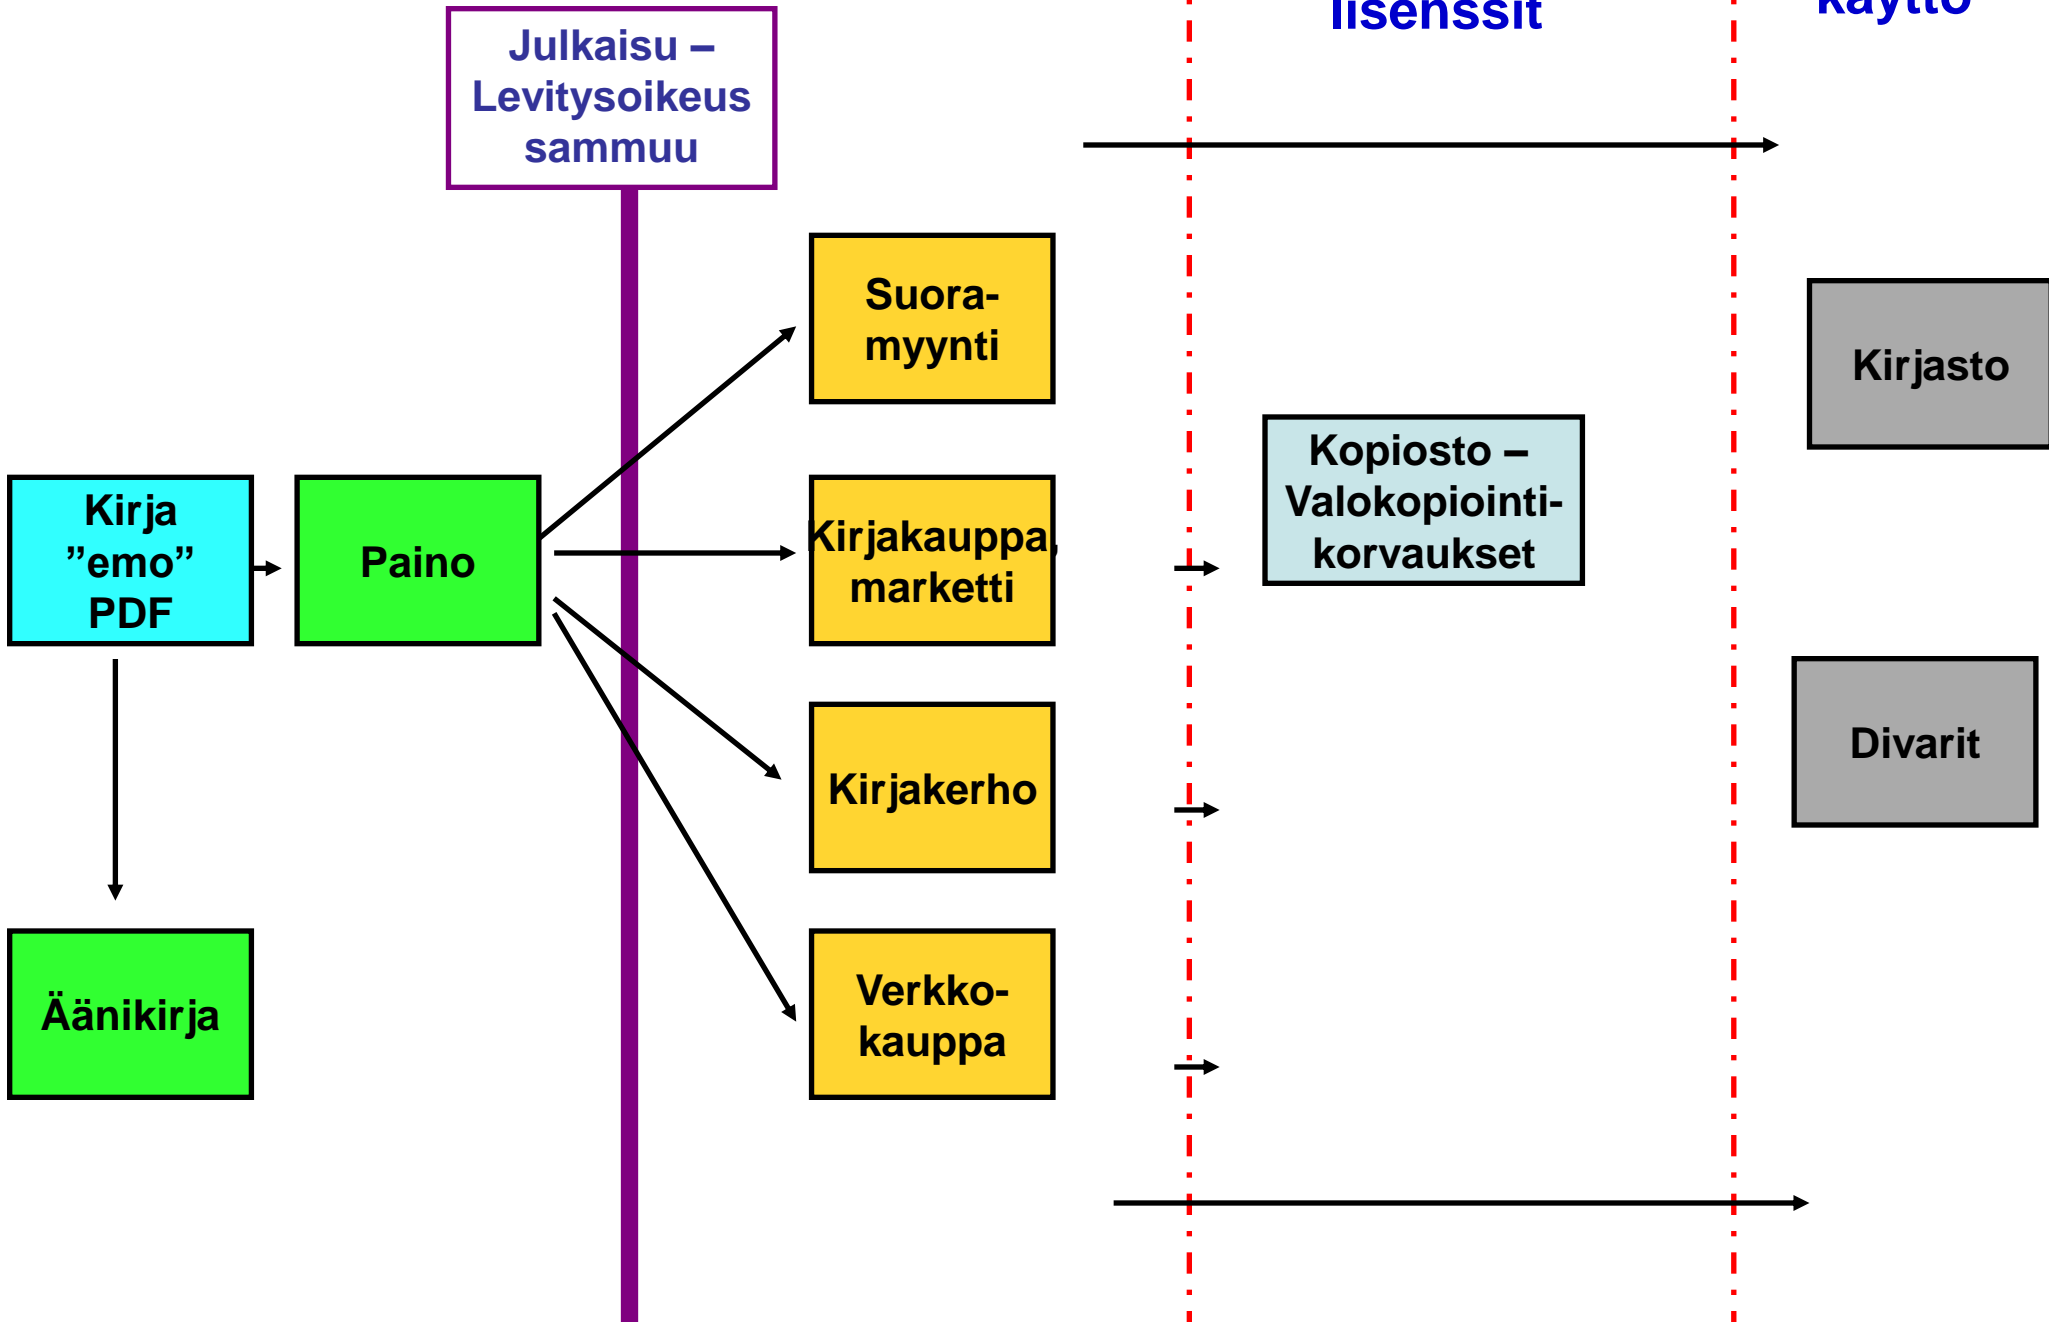 lisenssit
käyttö
Julkaisu –
Levitysoikeus
sammuu
Suora-
myynti
Kirjasto
Kopiosto –
Valokopiointi-
korvaukset
Kirja
”emo”
PDF
Paino
Kirjakauppa,
marketti
Divarit
Kirjakerho
Äänikirja
Verkko-
kauppa